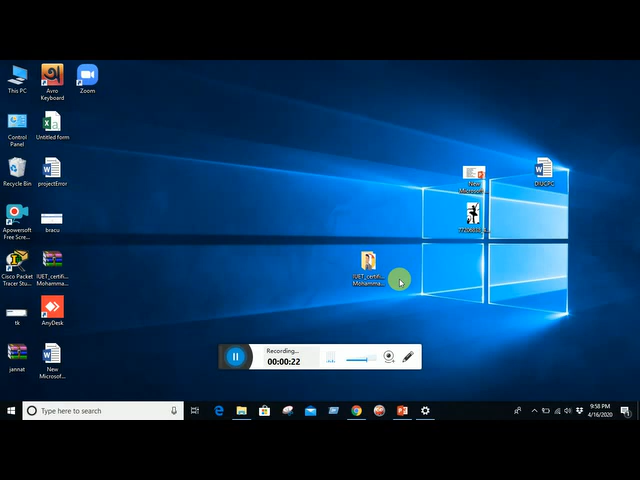 This PC
Avro
Keyboard
Zoom
Control
Panel
Untitled form
Recycle Bin
projectError
New
Microsof...
DIUCPC
Apowersoft
Free Scre...
bracu
Cisco Packet
Tracer Stu...
IUET_certifi...
Mohamma...
IUET_certifi...
Mohamma...
tk
AnyDesk
jannat
New
Microsof...
Recording...
00:00:22
Type here to search
9:58 PM
4/16/2020